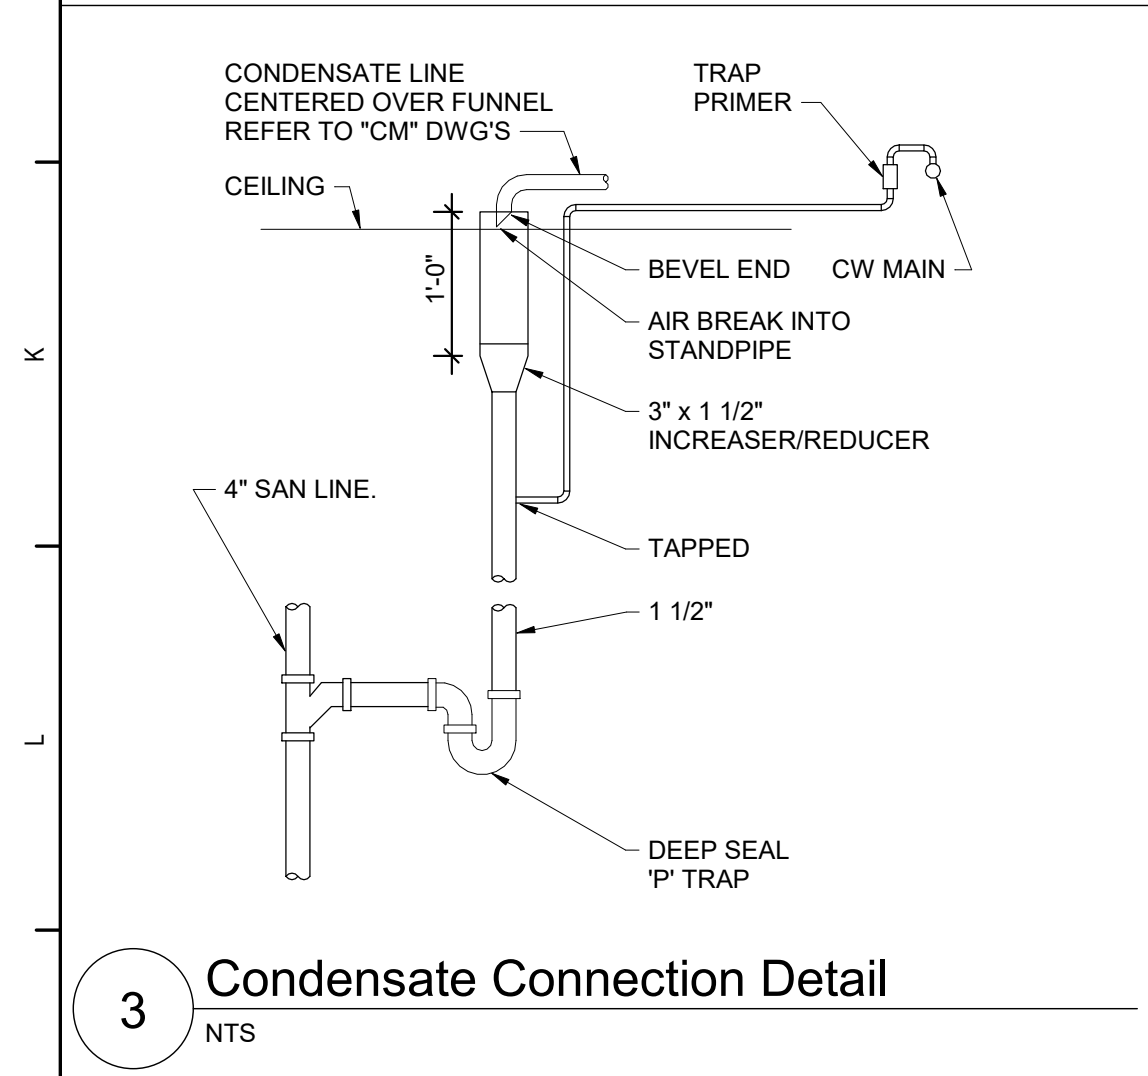 CONDENSATE LINE
CENTERED OVER FUNNEL
REFER TO "CM" DWG'S
TRAP
PRIMER
CEILING
1'-0"
BEVEL END
CW MAIN
AIR BREAK INTO
STANDPIPE
K
3" x 1 1/2"
INCREASER/REDUCER
4" SAN LINE.
TAPPED
1 1/2"
L
DEEP SEAL
'P' TRAP
3
Condensate Connection Detail
NTS